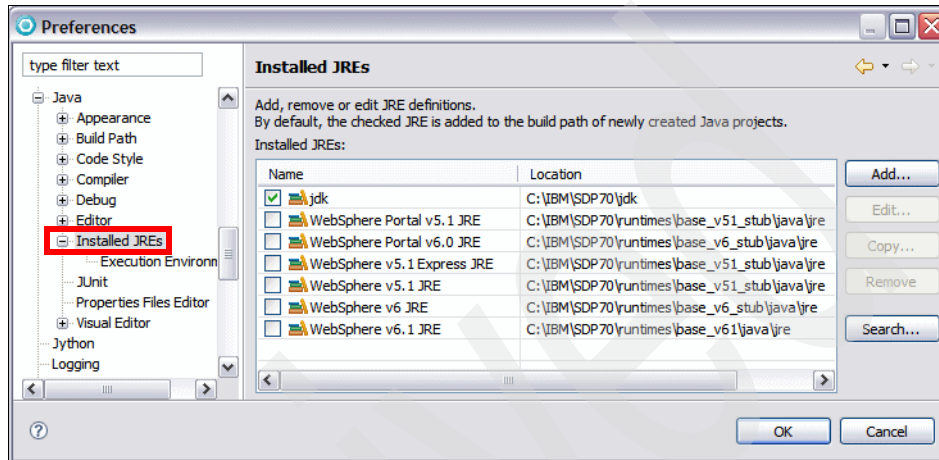 Preferences
type filter text
Java
Appearance
Build Path
Code Style
Compiler
Debug
Editor
Installed JREs
Execution Environm
JUnit
Properties Files Editor
Visual Editor
Jython
Logging
Installed JREs
Add, remove or edit JRE definitions.
By default, the checked JRE is added to the build path of newly created Java projects.
Installed JREs:
Name Location
jdk C:\IBM\SDP70\jdk
WebSphere Portal v5.1 JRE C:\IBM\SDP70\runtimes\base_v51_stub\java\jre
WebSphere Portal v6.0 JRE C:\IBM\SDP70\runtimes\base_v6_stub\java\jre
WebSphere v5.1 Express JRE C:\IBM\SDP70\runtimes\base_v51_stub\java\jre
WebSphere v5.1 JRE C:\IBM\SDP70\runtimes\base_v51_stub\java\jre
WebSphere v6 JRE C:\IBM\SDP70\runtimes\base_v6_stub\java\jre
WebSphere v6.1 JRE C:\IBM\SDP70\runtimes\base_v61\java\jre
Add...
Edit...
Copy...
Remove
Search...
OK Cancel